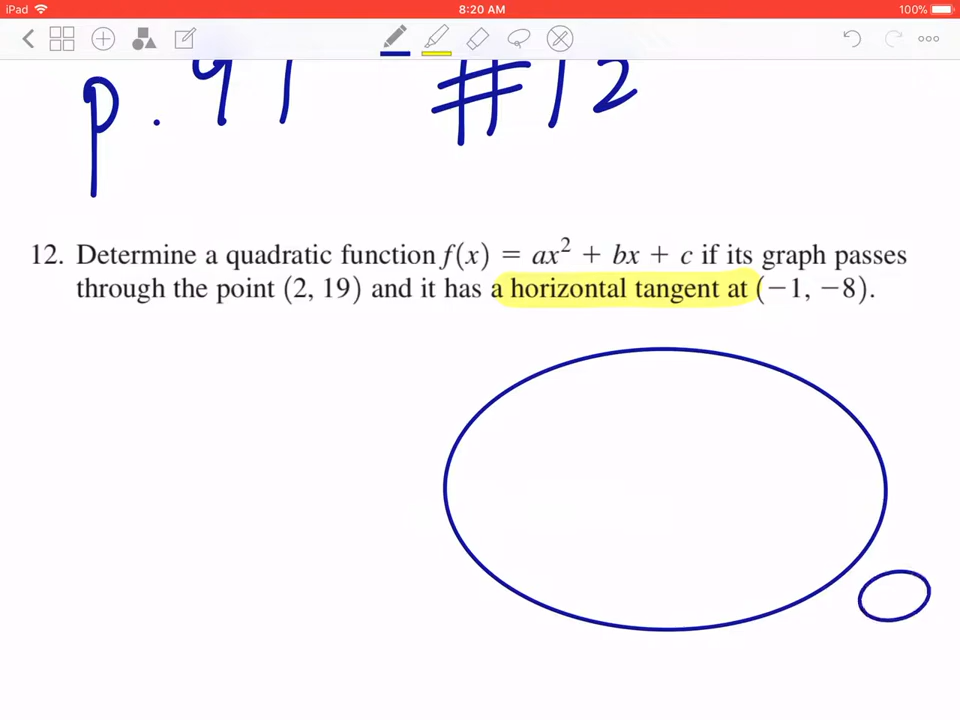 iPad 8:20 AM 100%
p. 91 #12
12. Determine a quadratic function f(x) = ax² + bx + c if its graph passes
through the point (2, 19) and it has a horizontal tangent at (−1, −8).